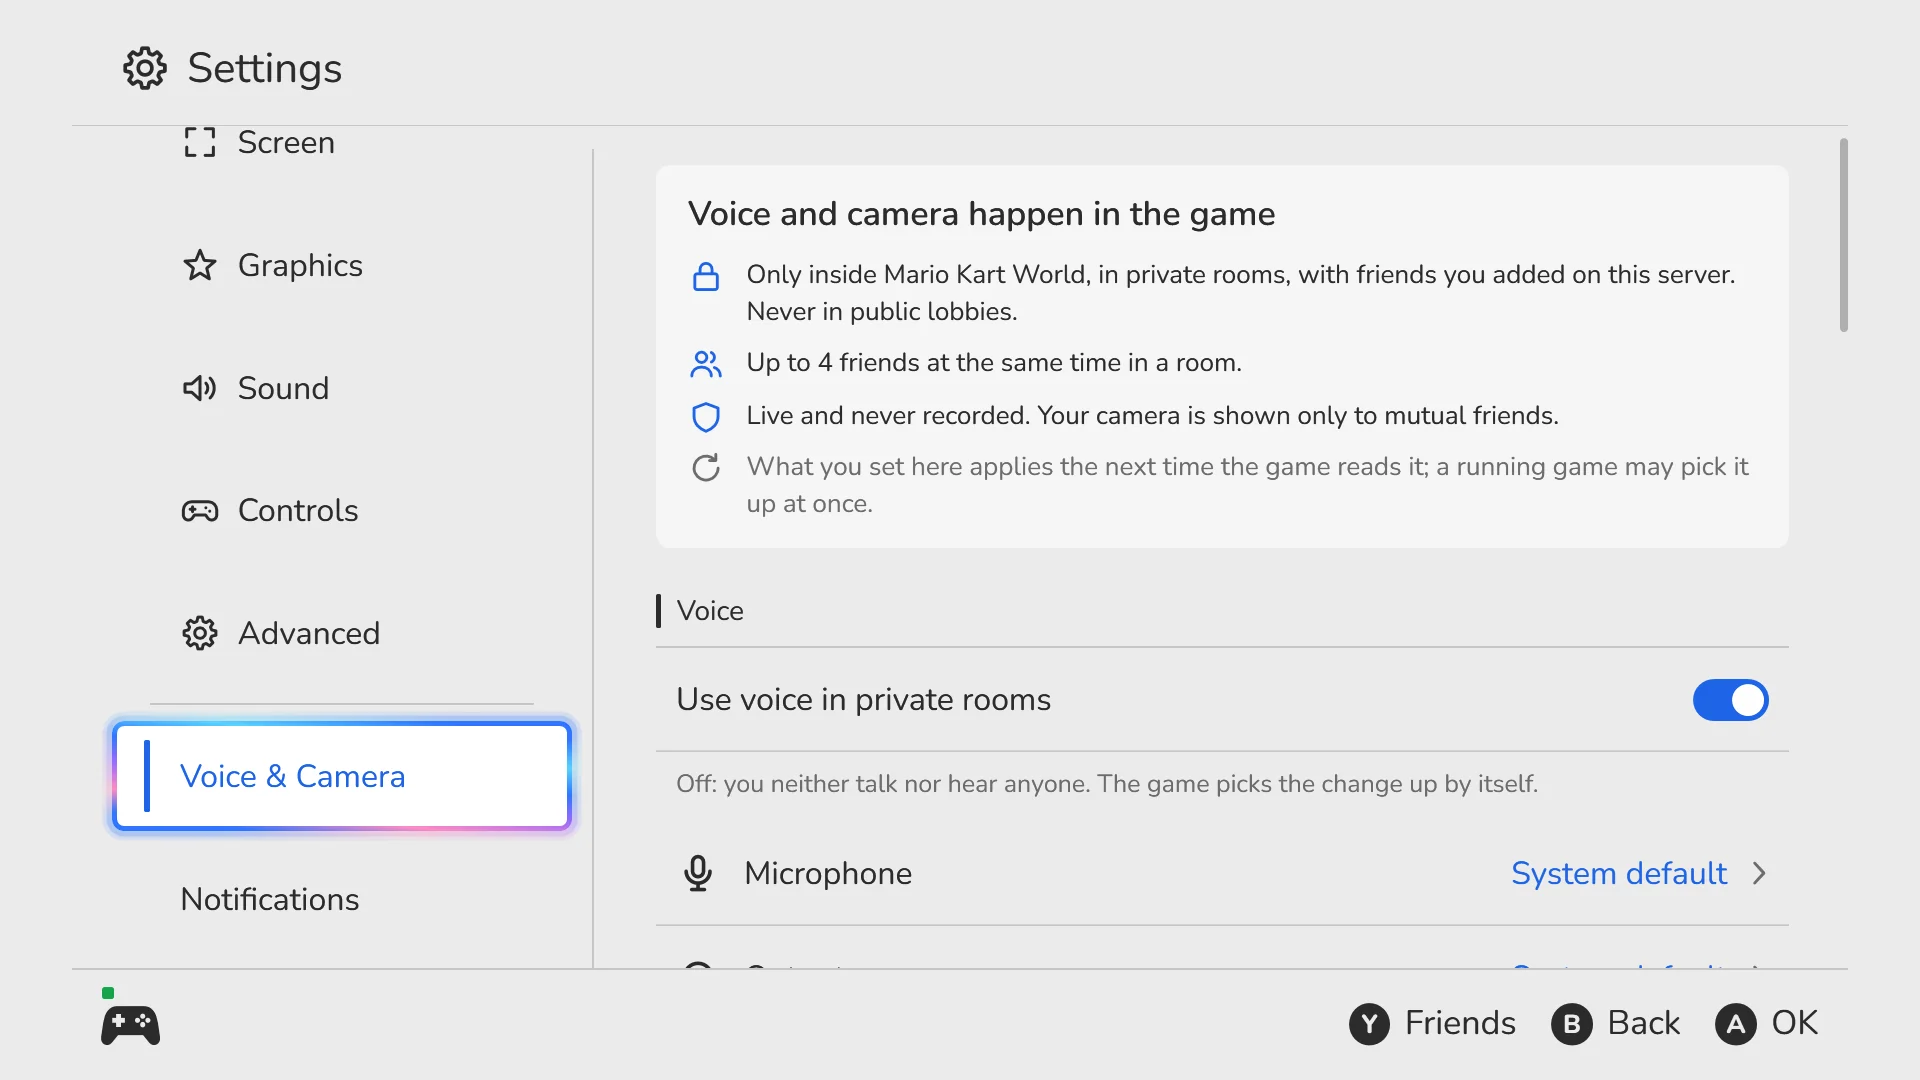 Settings
Screen
Graphics
Sound
Controls
Advanced
Voice & Camera
Notifications
Voice and camera happen in the game
Only inside Mario Kart World, in private rooms, with friends you added on this server.
Never in public lobbies.
Up to 4 friends at the same time in a room.
Live and never recorded. Your camera is shown only to mutual friends.
What you set here applies the next time the game reads it; a running game may pick it
up at once.
Voice
Use voice in private rooms
Off: you neither talk nor hear anyone. The game picks the change up by itself.
Microphone System default
Y Friends B Back A OK